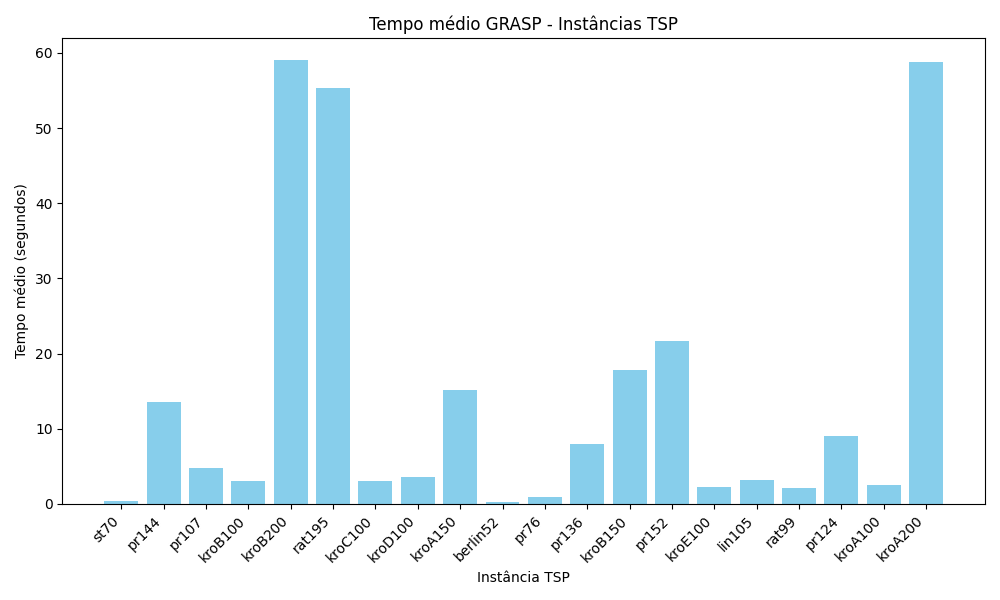 Tempo médio GRASP - Instâncias TSP
Tempo médio (segundos)
60
50
40
30
20
10
0
st70
pr144
pr107
kroB100
kroB200
rat195
kroC100
kroD100
kroA150
berlin52
pr76
pr136
kroB150
pr152
kroE100
lin105
rat99
pr124
kroA100
kroA200
Instância TSP